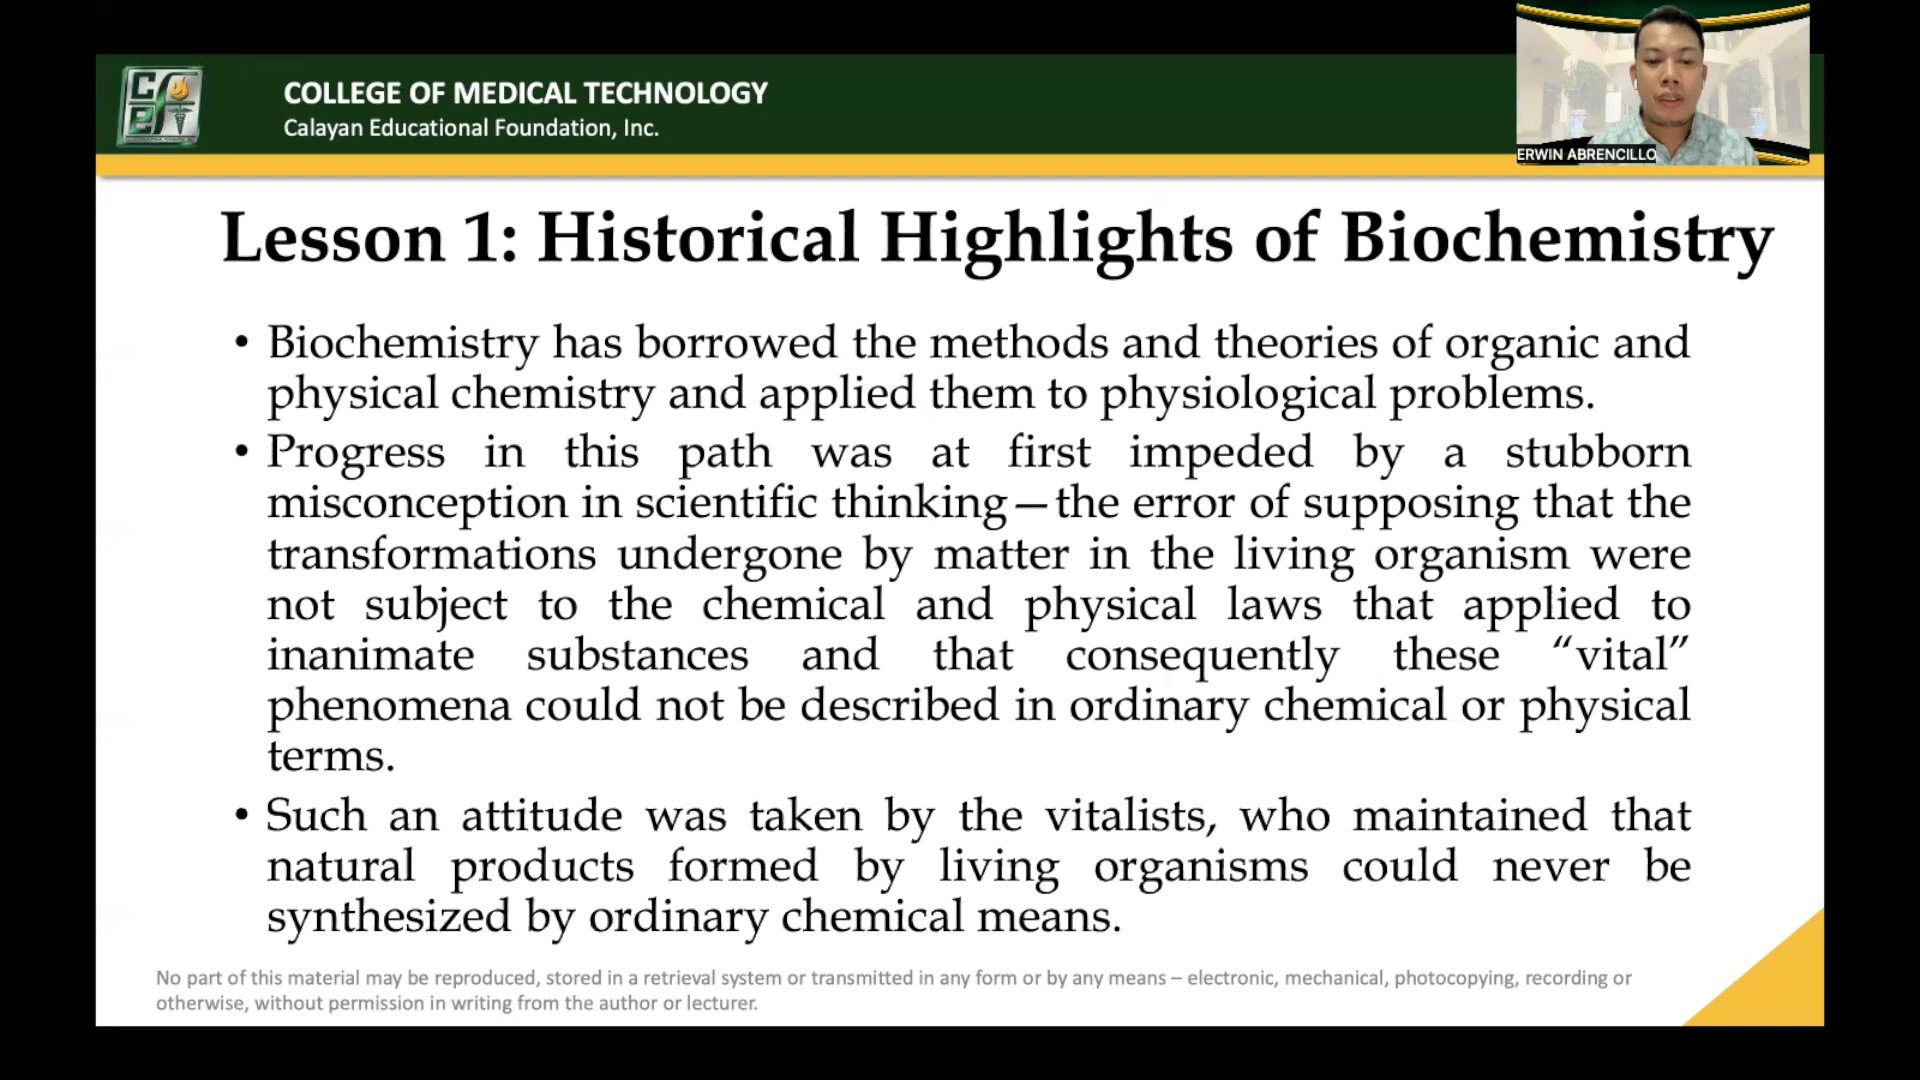 COLLEGE OF MEDICAL TECHNOLOGY
Calayan Educational Foundation, Inc.
ERWIN ABRENCILLO
Lesson 1: Historical Highlights of Biochemistry
• Biochemistry has borrowed the methods and theories of organic and
physical chemistry and applied them to physiological problems.
• Progress in this path was at first impeded by a stubborn
misconception in scientific thinking—the error of supposing that the
transformations undergone by matter in the living organism were
not subject to the chemical and physical laws that applied to
inanimate substances and that consequently these “vital”
phenomena could not be described in ordinary chemical or physical
terms.
• Such an attitude was taken by the vitalists, who maintained that
natural products formed by living organisms could never be
synthesized by ordinary chemical means.
No part of this material may be reproduced, stored in a retrieval system or transmitted in any form or by any means – electronic, mechanical, photocopying, recording or
otherwise, without permission in writing from the author or lecturer.